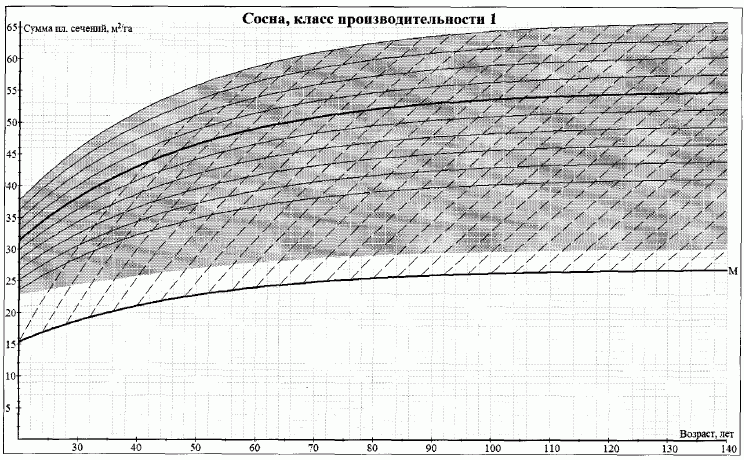 Сосна, класс производительности I
Сумма пл. сечений, м²/га
65
60
55
50
45
40
35
30
25
20
15
10
5
М
Возраст, лет
30 40 50 60 70 80 90 100 110 120 130 140